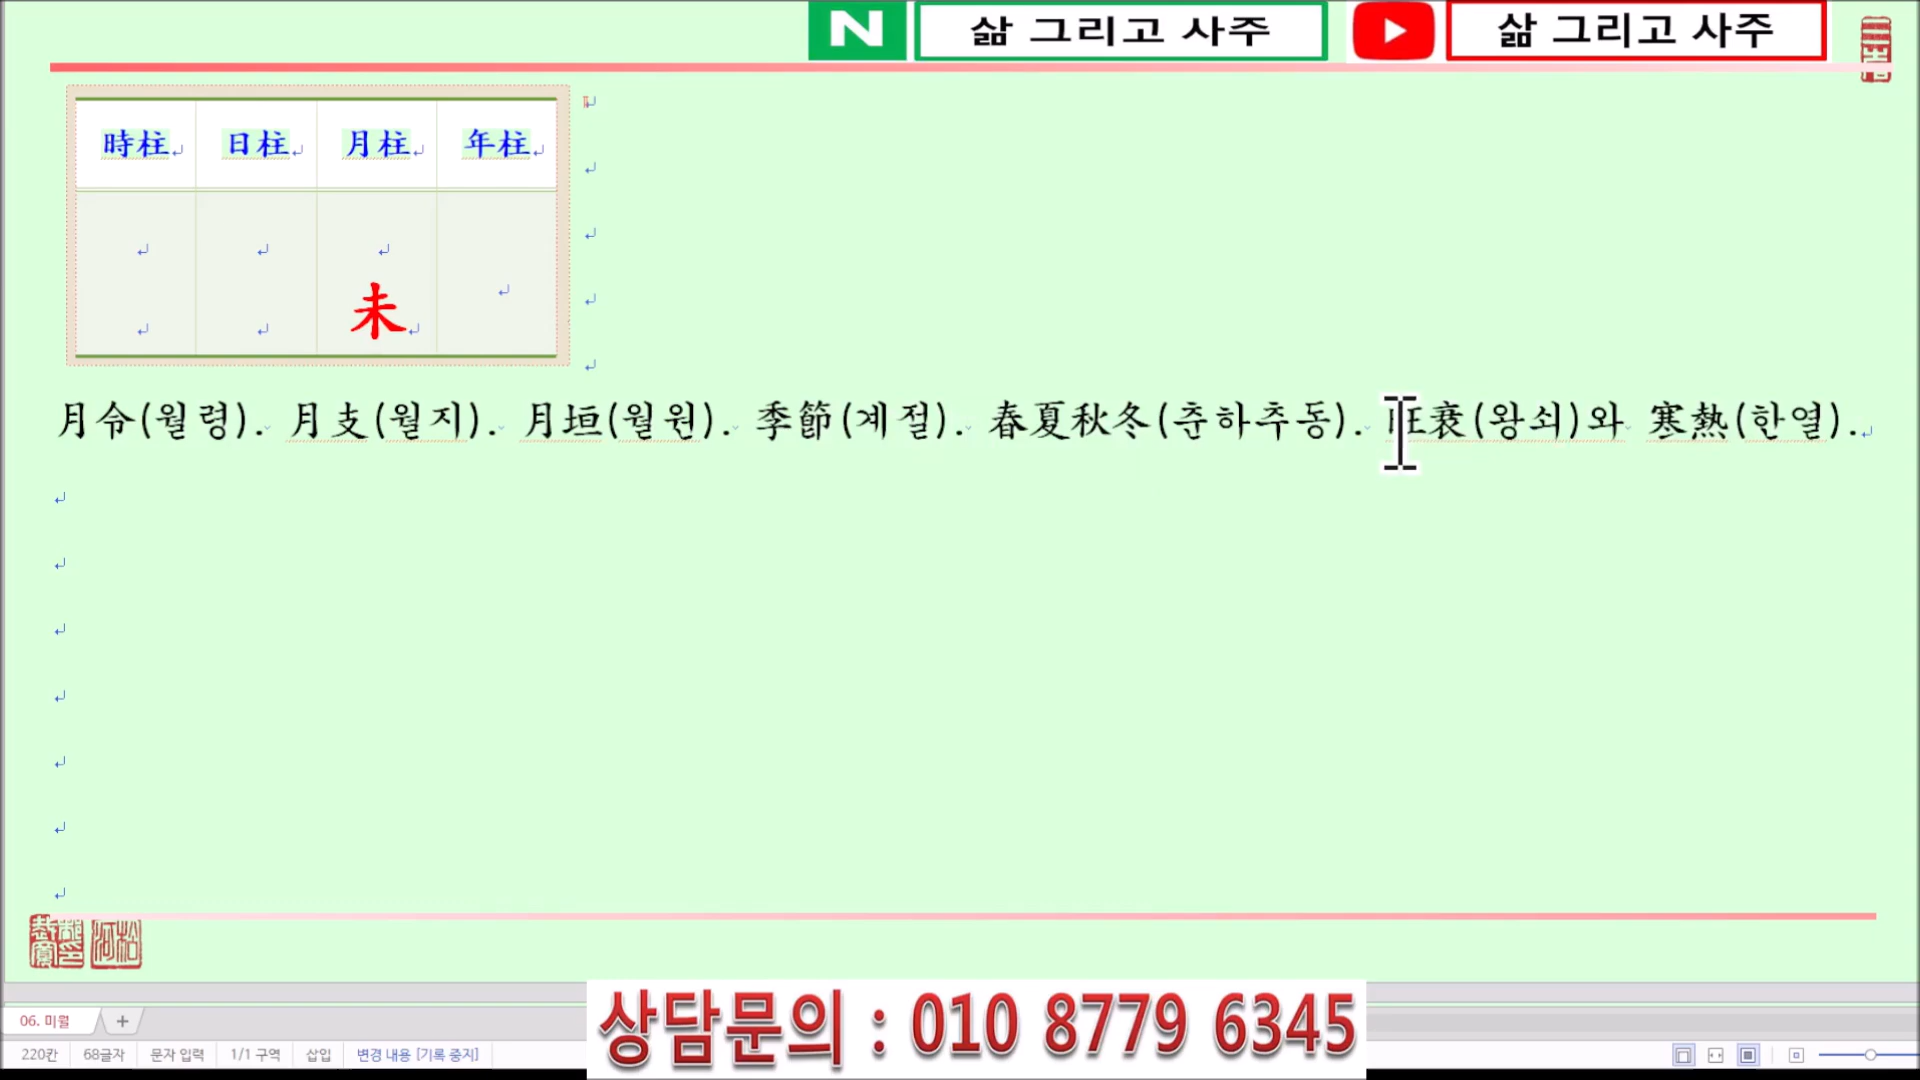 N 삶 그리고 사주 삶 그리고 사주
時柱 日柱 月柱 年柱
未
月令(월령). 月支(월지). 月垣(월원). 季節(계절). 春夏秋冬(춘하추동). 旺衰(왕쇠)와 寒熱(한열).
상담문의 : 010 8779 6345
06. 미월 +
220칸 68글자 문자 입력 1/1 구역 삽입 변경 내용 [기록 중지]